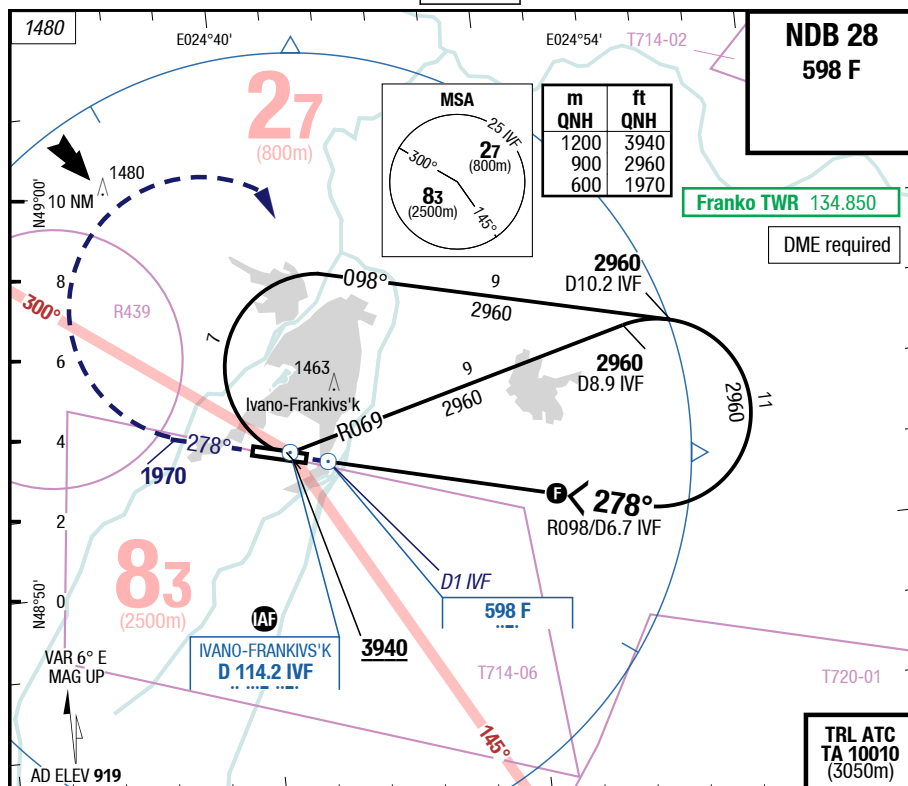 1480
E024°40'
E024°54'
T714-02
NDB 28
598 F
27
(800m)
MSA
25 IVF
300°
27
(800m)
83
(2500m)
145°
m ft
QNH QNH
1200 3940
900 2960
600 1970
Franko TWR 134.850
DME required
1480
10 NM
N49°00'
8
6
4
2
0
N48°50'
R439
300°
7
098°
9
2960
2960
D10.2 IVF
2960
D8.9 IVF
9
2960
R069
11
2960
1463
Ivano-Frankivs'k
278°
1970
F
278°
R098/D6.7 IVF
D1 IVF
598 F
83
(2500m)
IAF
IVANO-FRANKIVS'K
D 114.2 IVF
3940
T714-06
T720-01
145°
VAR 6° E
MAG UP
AD ELEV 919
TRL ATC
TA 10010
(3050m)